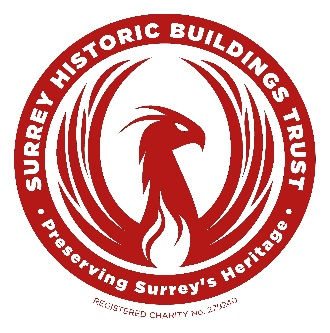 SURREY HISTORIC BUILDINGS TRUST
• Preserving Surrey's Heritage •
REGISTERED CHARITY No.